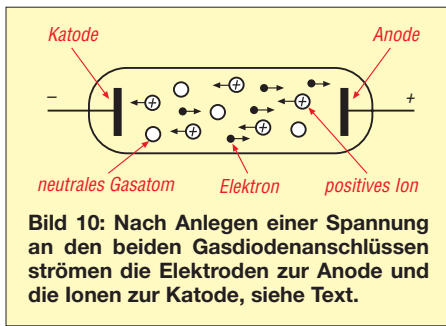 Katode
Anode
–
+
neutrales Gasatom
Elektron
positives Ion
Bild 10: Nach Anlegen einer Spannung
an den beiden Gasdiodenanschlüssen
strömen die Elektroden zur Anode und
die Ionen zur Katode, siehe Text.